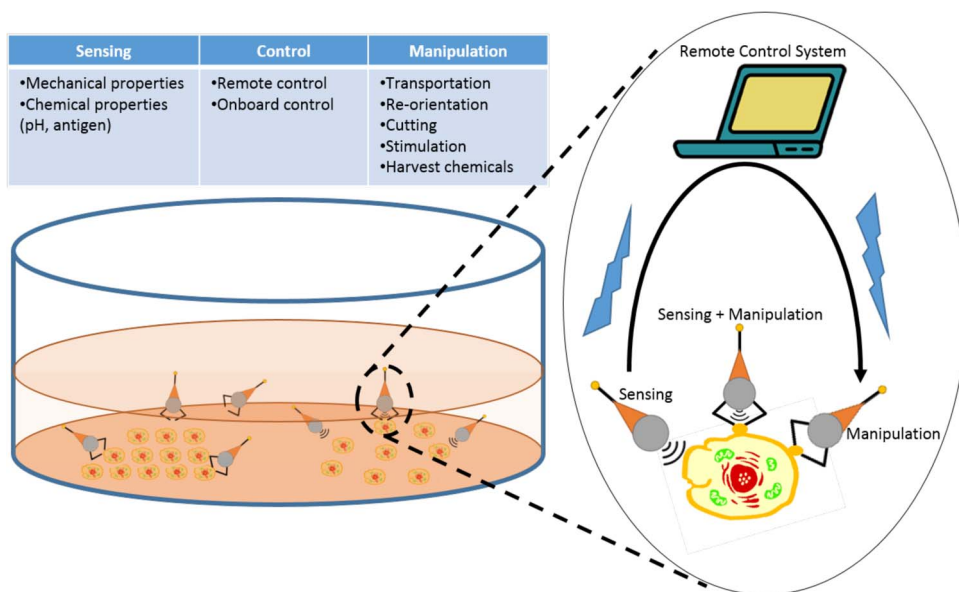 Sensing
Control
Manipulation
•Mechanical properties
•Chemical properties
(pH, antigen)
•Remote control
•Onboard control
•Transportation
•Re-orientation
•Cutting
•Stimulation
•Harvest chemicals
Remote Control System
Sensing + Manipulation
Sensing
Manipulation